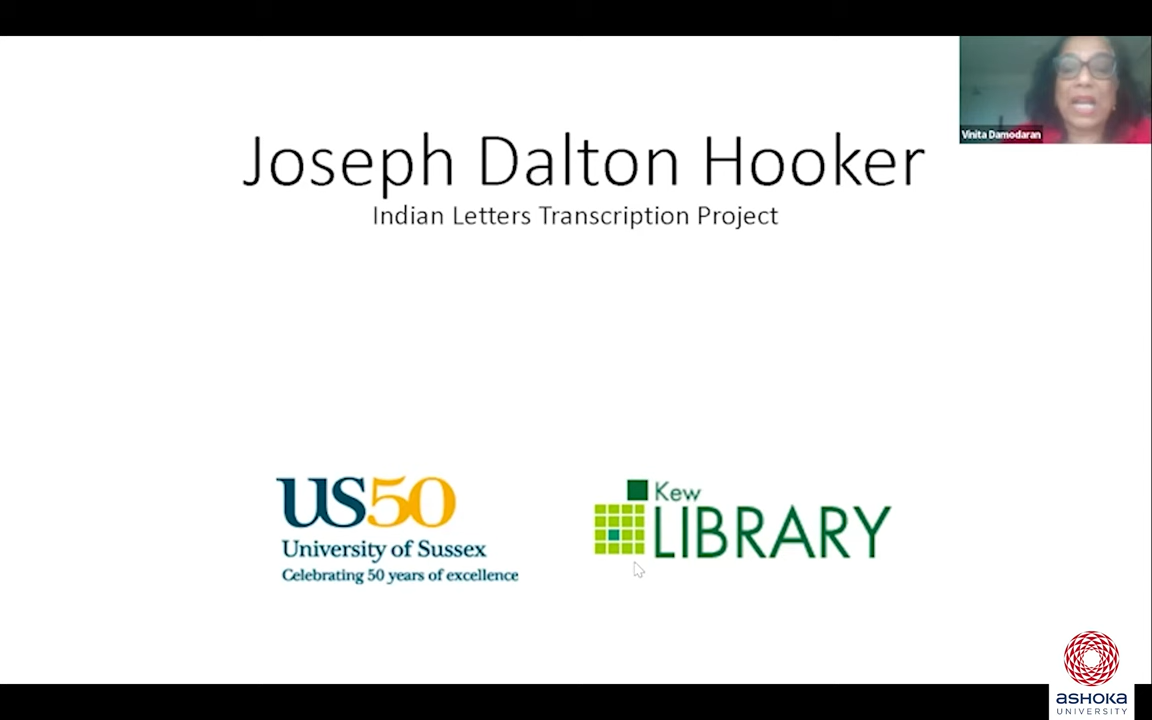 Vinita Damodaran
Joseph Dalton Hooker
Indian Letters Transcription Project
US50
University of Sussex
Celebrating 50 years of excellence
Kew
LIBRARY
ASHOKA
UNIVERSITY